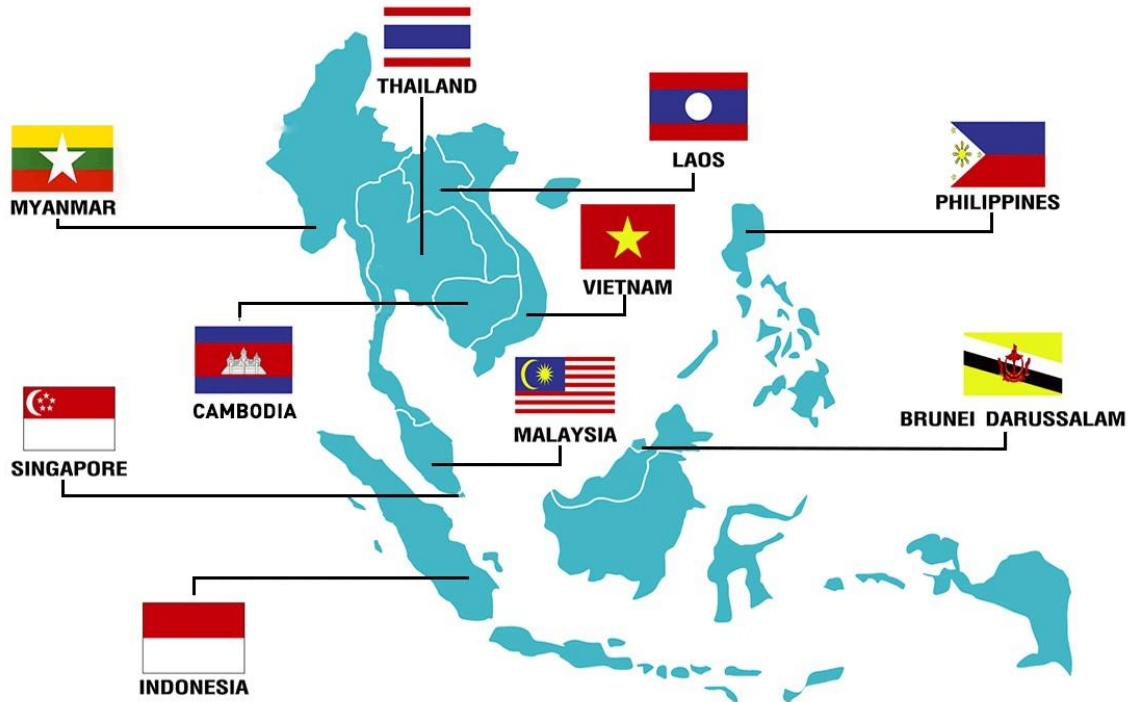 THAILAND
LAOS
MYANMAR
PHILIPPINES
VIETNAM
CAMBODIA
MALAYSIA
BRUNEI DARUSSALAM
SINGAPORE
INDONESIA